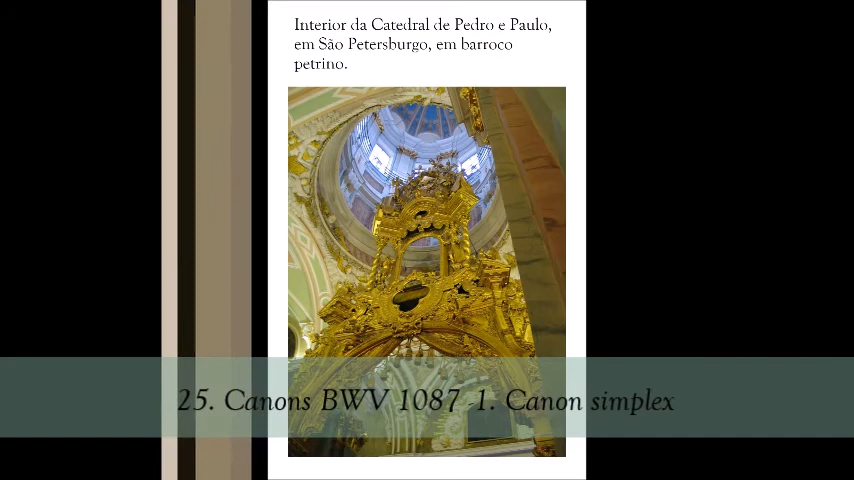 Interior da Catedral de Pedro e Paulo,
em São Petersburgo, em barroco
petrino.
25. Canons BWV 1087 -1. Canon simplex